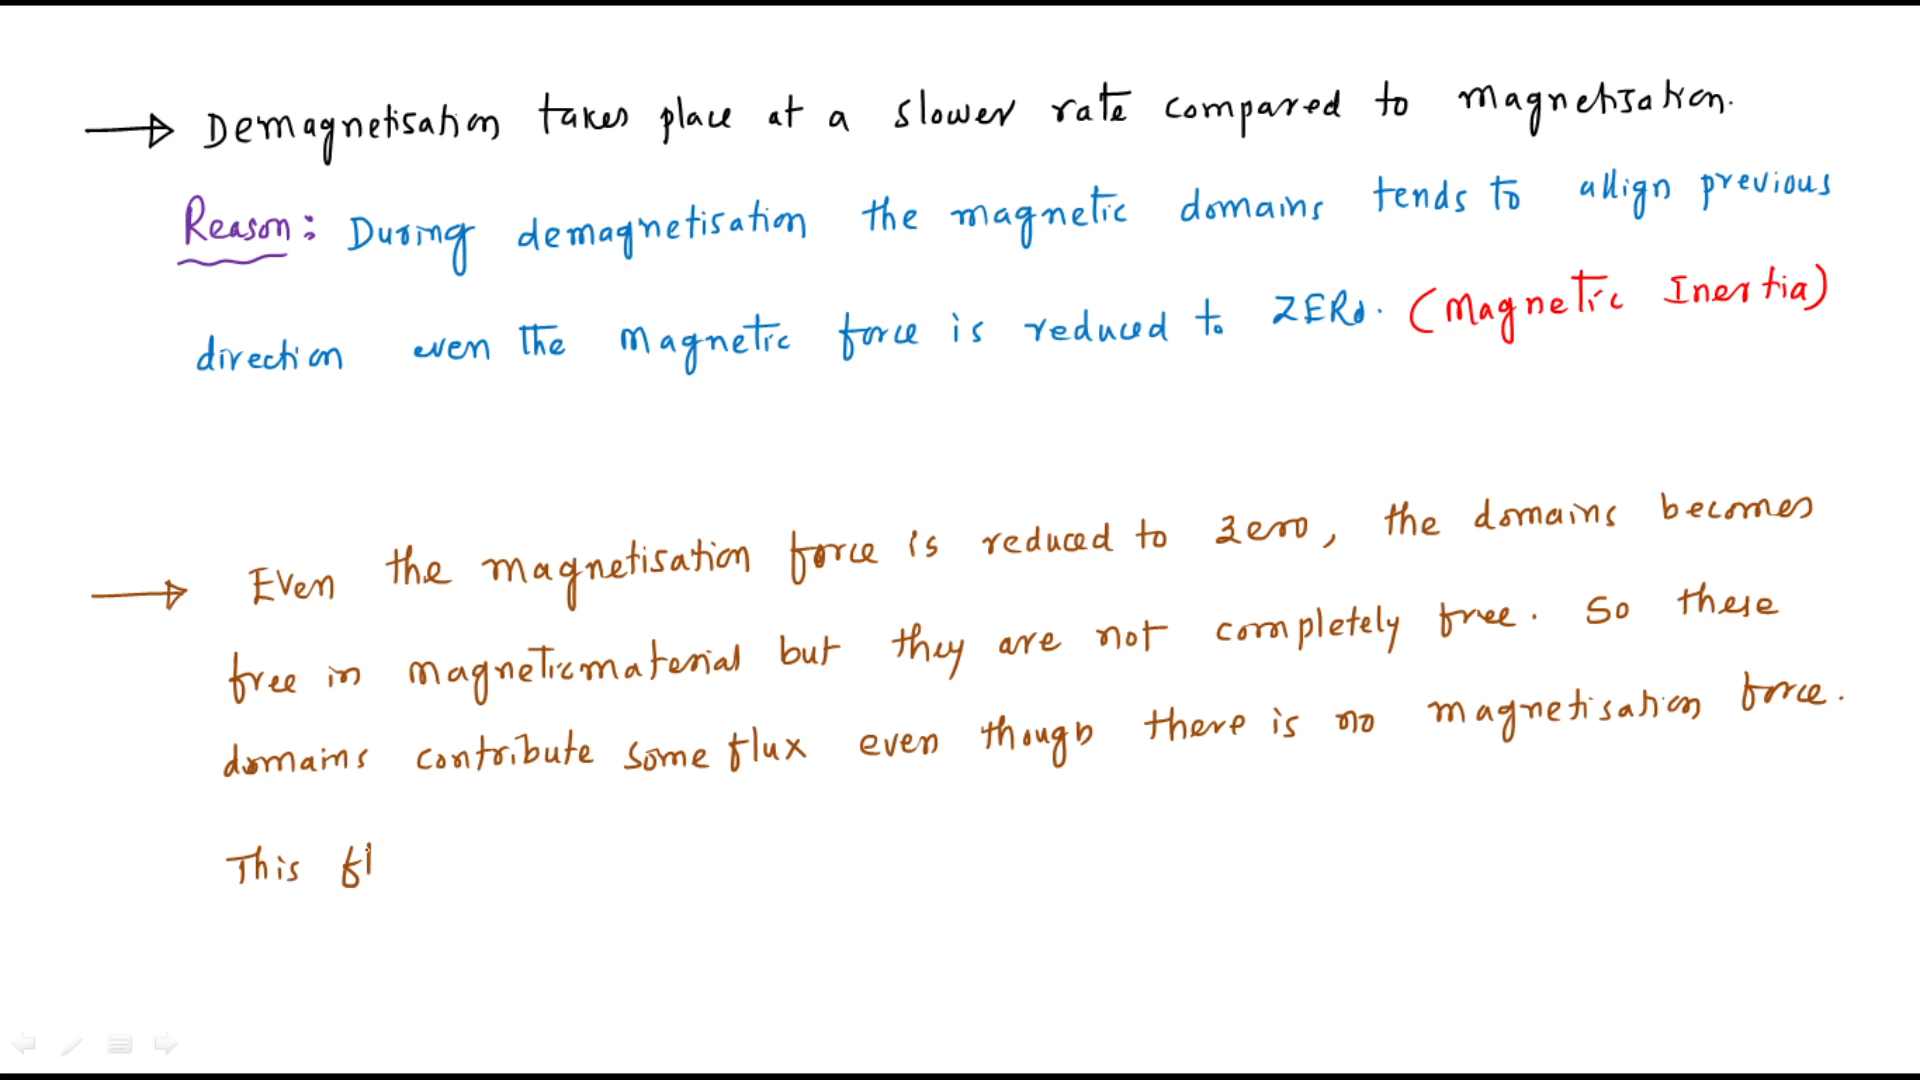 Demagnetisation takes place at a slower rate compared to magnetisation.
Reason: During demagnetisation the magnetic domains tends to allign previous
direction even the magnetic force is reduced to ZERO. (Magnetic Inertia)
Even the magnetisation force is reduced to zero, the domains becomes
free in magnetic material but they are not completely free. So these
domains contribute some flux even though there is no magnetisation force.
This fl